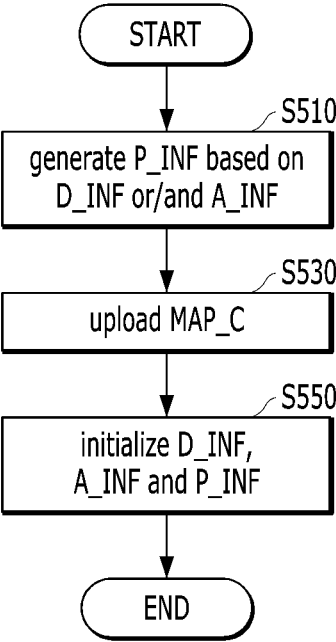 START
S510
generate P_INF based on
D_INF or/and A_INF
S530
upload MAP_C
S550
initialize D_INF,
A_INF and P_INF
END